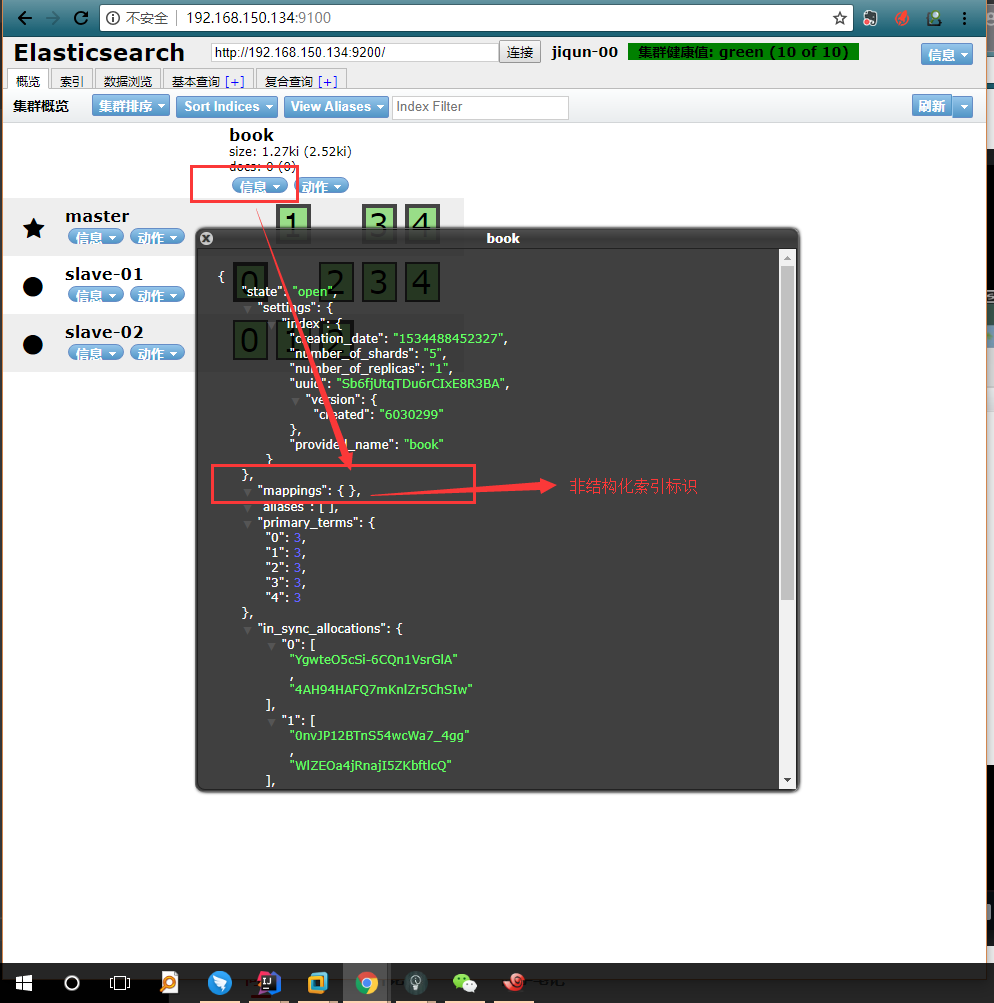 不安全 192.168.150.134:9100
Elasticsearch http://192.168.150.134:9200/ 连接 jiqun-00 集群健康值: green (10 of 10) 信息
概览 索引 数据浏览 基本查询 [+] 复合查询 [+]
集群概览 集群排序 Sort Indices View Aliases Index Filter 刷新
book
size: 1.27ki (2.52ki)
docs: 0 (0)
信息 动作
master
信息 动作
1 3 4
slave-01
信息 动作
0 2 3 4
slave-02
信息 动作
0 1 2
book
{
"state": "open",
"settings": {
"index": {
"creation_date": "1534488452327",
"number_of_shards": "5",
"number_of_replicas": "1",
"uuid": "Sb6fjUtqTDu6rCIxE8R3BA",
"version": {
"created": "6030299"
},
"provided_name": "book"
}
},
"mappings": { },
非结构化索引标识
"aliases": [ ],
"primary_terms": {
"0": 3,
"1": 3,
"2": 3,
"3": 3,
"4": 3
},
"in_sync_allocations": {
"0": [
"YgwteO5cSi-6CQn1VsrGlA"
,
"4AH94HAFQ7mKnlZr5ChSIw"
],
"1": [
"0nvJP12BTnS54wcWa7_4gg"
,
"WlZEOa4jRnajI5ZKbftlcQ"
],